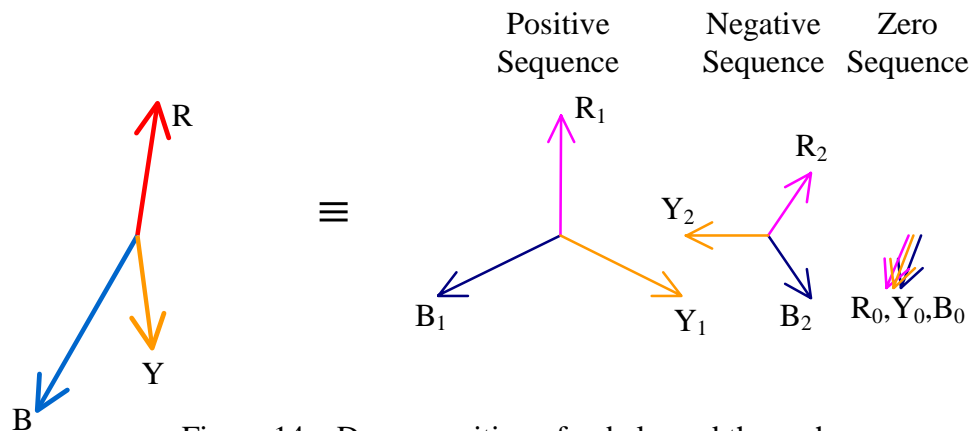 Positive Sequence
Negative Sequence
Zero Sequence
R
Y
B
≡
R₁
Y₁
B₁
R₂
Y₂
B₂
R₀,Y₀,B₀